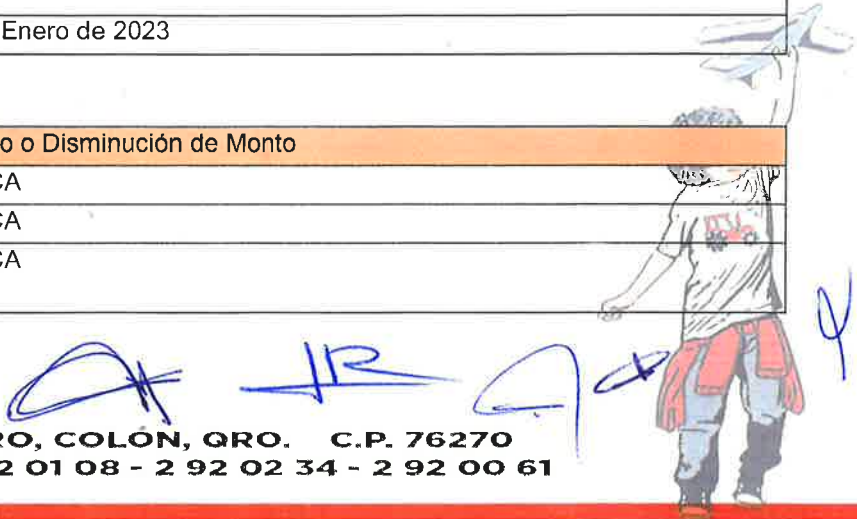 Enero de 2023
o o Disminución de Monto
CA
CA
CA
RO, COLÓN, QRO. C.P. 76270
2 01 08 - 2 92 02 34 - 2 92 00 61